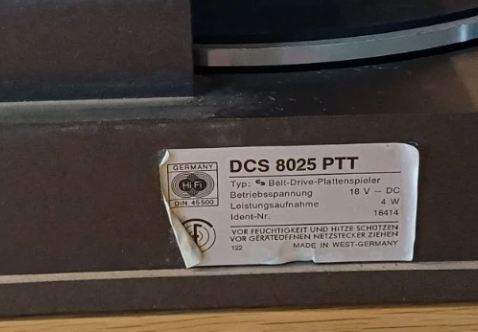 GERMANY
HiFi
DIN 45500
DCS 8025 PTT
Typ: Belt-Drive-Plattenspieler
Betriebsspannung 18 V – DC
Leistungsaufnahme 4 W
Ident-Nr. 16414
VOR FEUCHTIGKEIT UND HITZE SCHÜTZEN
VOR GERÄTEÖFFNEN NETZSTECKER ZIEHEN
122 MADE IN WEST-GERMANY